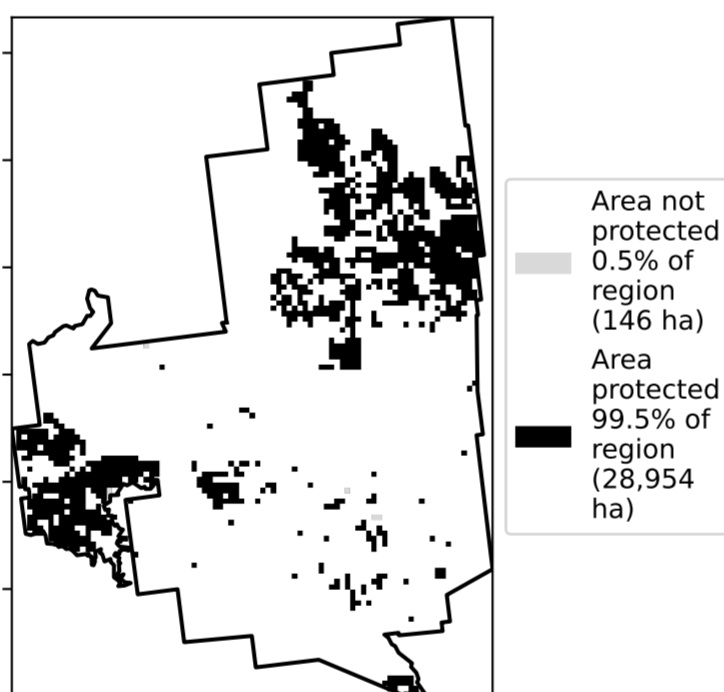 Area not
protected
0.5% of
region
(146 ha)
Area
protected
99.5% of
region
(28,954
ha)